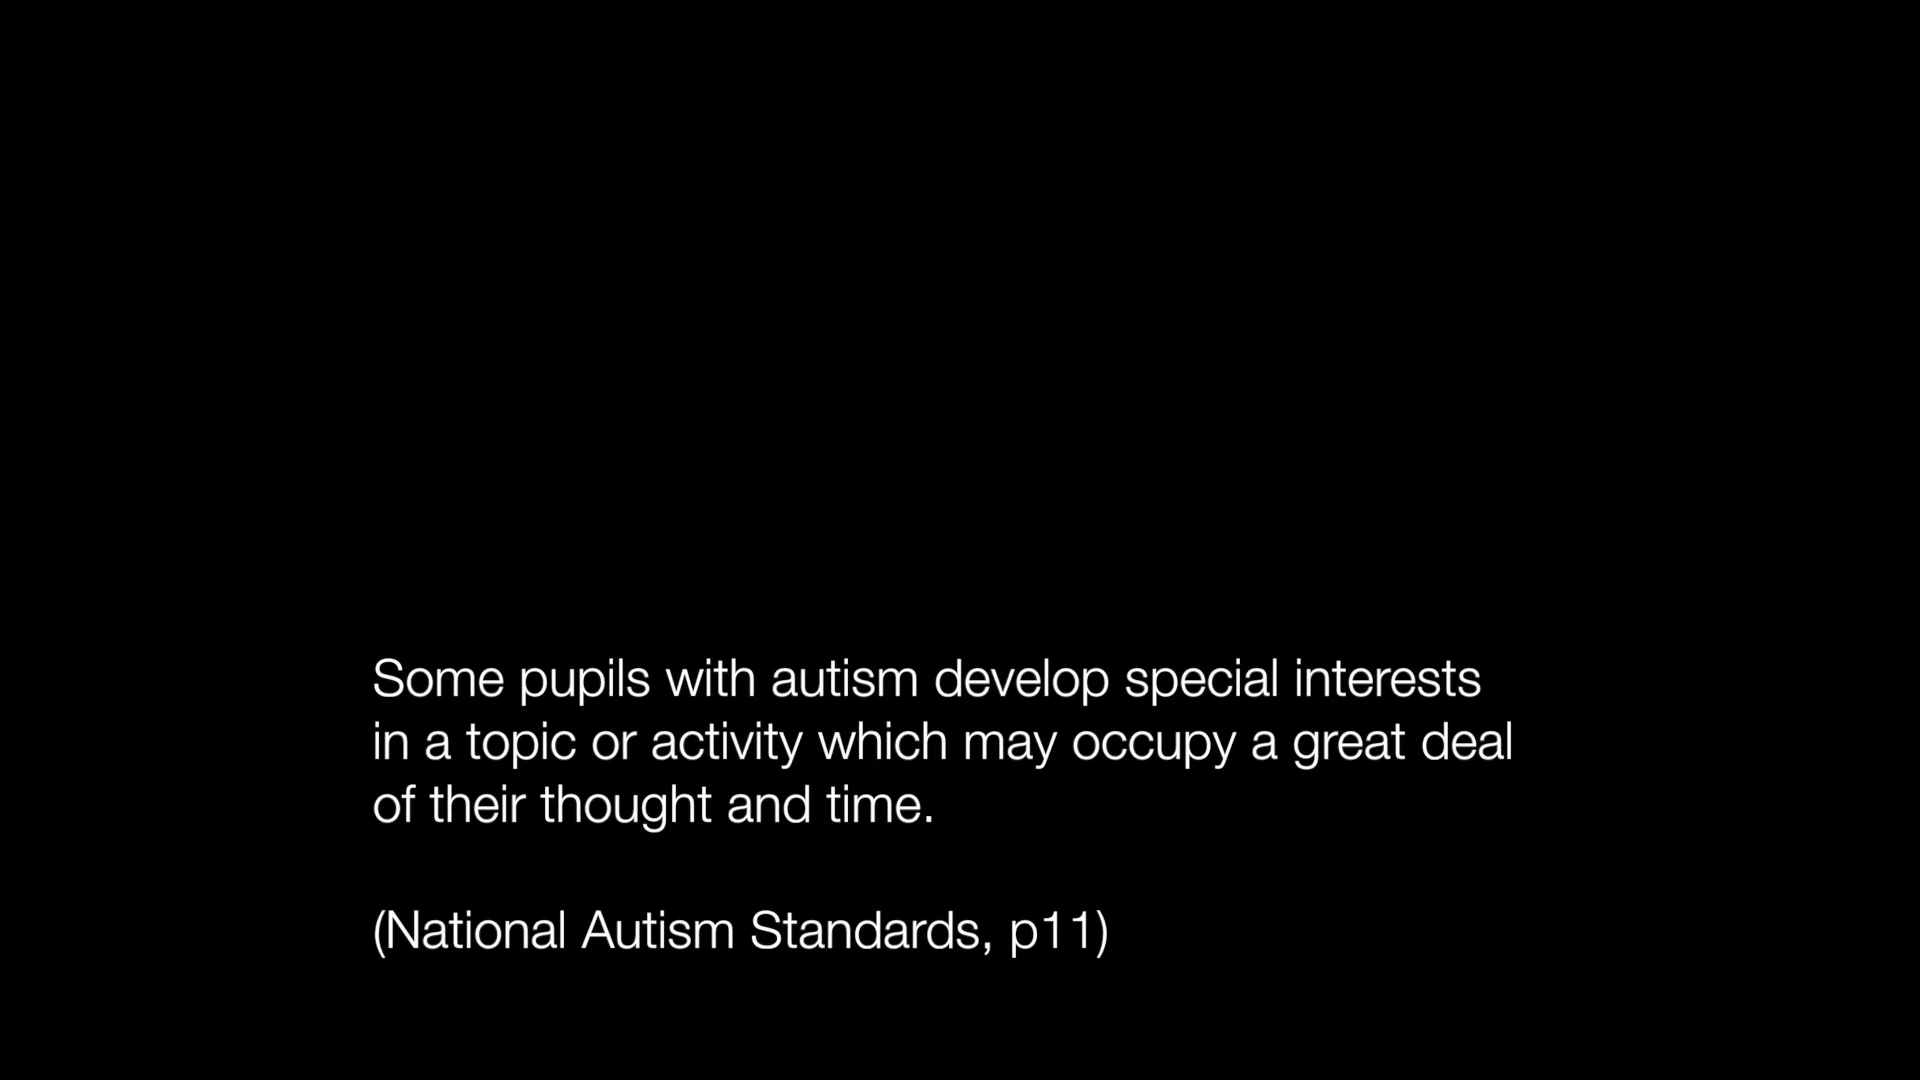 Some pupils with autism develop special interests
in a topic or activity which may occupy a great deal
of their thought and time.
(National Autism Standards, p11)